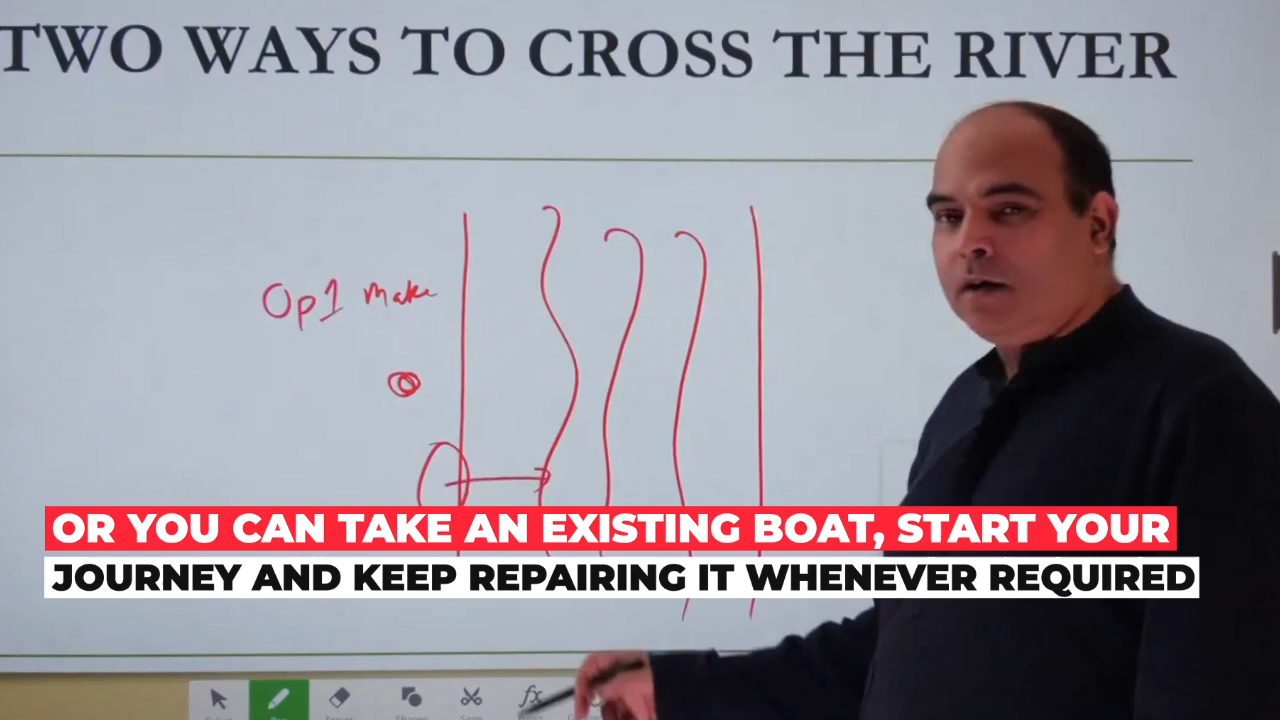 TWO WAYS TO CROSS THE RIVER
Op1 Make
OR YOU CAN TAKE AN EXISTING BOAT, START YOUR
JOURNEY AND KEEP REPAIRING IT WHENEVER REQUIRED
fx